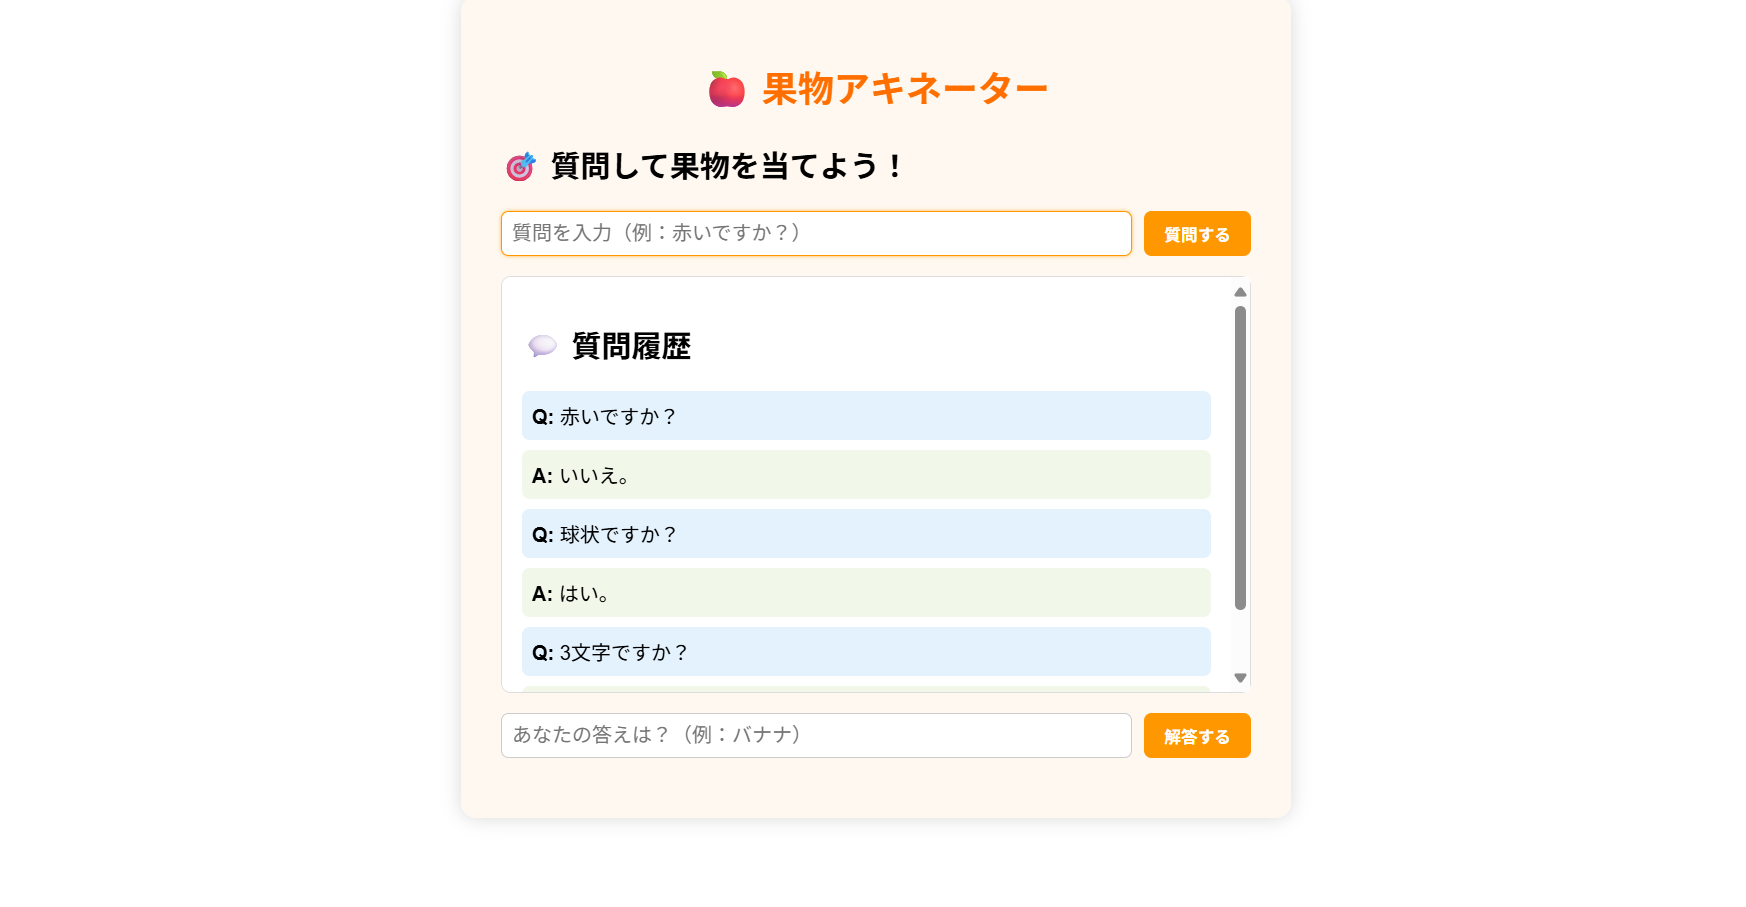 果物アキネーター
質問して果物を当てよう！
質問を入力（例：赤いですか？）
質問する
質問履歴
Q: 赤いですか？
A: いいえ。
Q: 球状ですか？
A: はい。
Q: 3文字ですか？
あなたの答えは？（例：バナナ）
解答する